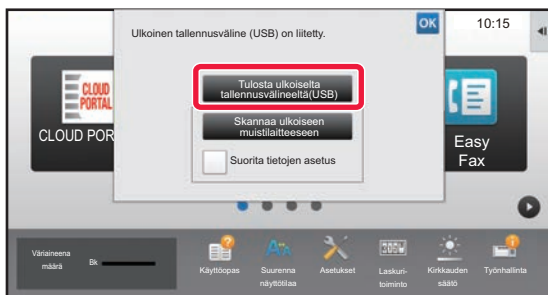 Ulkoinen tallennusväline (USB) on liitetty.
OK
10:15
Tulosta ulkoiselta
tallennusvälineeltä(USB)
Skannaa ulkoiseen
muistilaitteeseen
Suorita tietojen asetus
CLOUD
PORTAL
CLOUD POR
Easy
Fax
Väriaineena
määrä
Bk
Käyttöopas
Suurenna
näyttötilaa
Asetukset
Laskuri-
toiminto
Kirkkauden
säätö
Työnhallinta